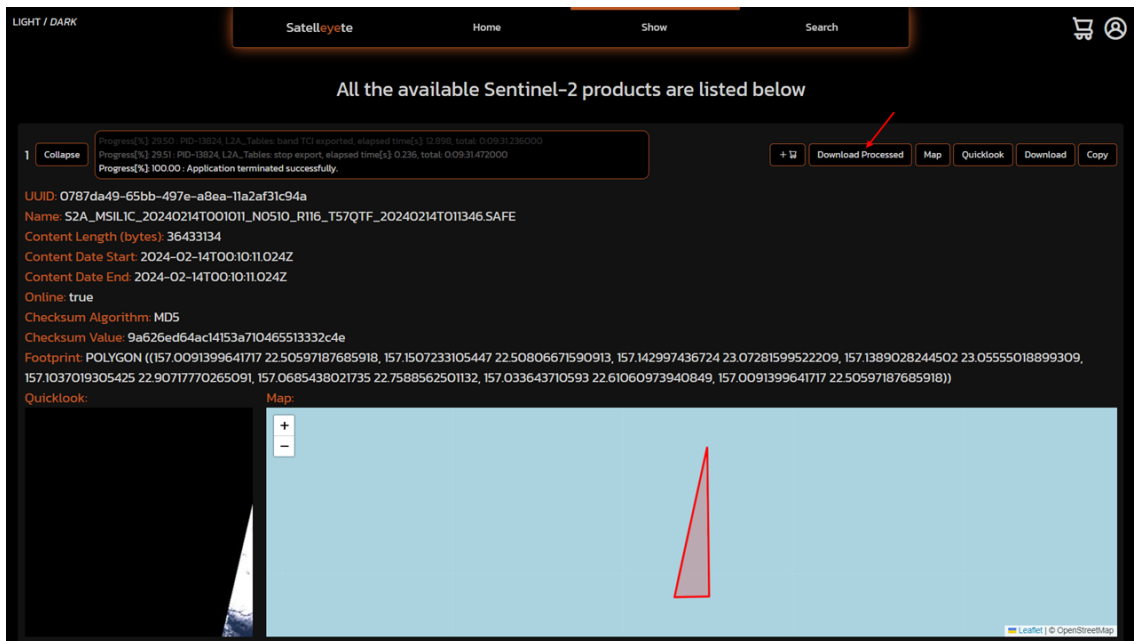 LIGHT / DARK
Satelleyete
Home
Show
Search
All the available Sentinel-2 products are listed below
1
Collapse
Progress[%]: 29.50 : PID-13824, L2A_Tables: band TCI exported, elapsed time[s]: 12.898, total: 0:09:31.236000
Progress[%]: 29.51 : PID-13824, L2A_Tables: stop export, elapsed time[s]: 0.236, total: 0:09:31.472000
Progress[%]: 100.00 : Application terminated successfully.
+
Download Processed
Map
Quicklook
Download
Copy
UUID: 0787da49-65bb-497e-a8ea-11a2af31c94a
Name: S2A_MSIL1C_20240214T001011_N0510_R116_T57QTF_20240214T011346.SAFE
Content Length (bytes): 36433134
Content Date Start: 2024-02-14T00:10:11.024Z
Content Date End: 2024-02-14T00:10:11.024Z
Online: true
Checksum Algorithm: MD5
Checksum Value: 9a626ed64ac14153a710465513332c4e
Footprint: POLYGON ((157.0091399641717 22.50597187685918, 157.1507233105447 22.50806671590913, 157.142997436724 23.07281599522209, 157.1389028244502 23.05555018899309,
157.1037019305425 22.90717770265091, 157.0685438021735 22.7588562501132, 157.033643710593 22.61060973940849, 157.0091399641717 22.50597187685918))
Quicklook:
Map:
+
−
Leaflet | © OpenStreetMap